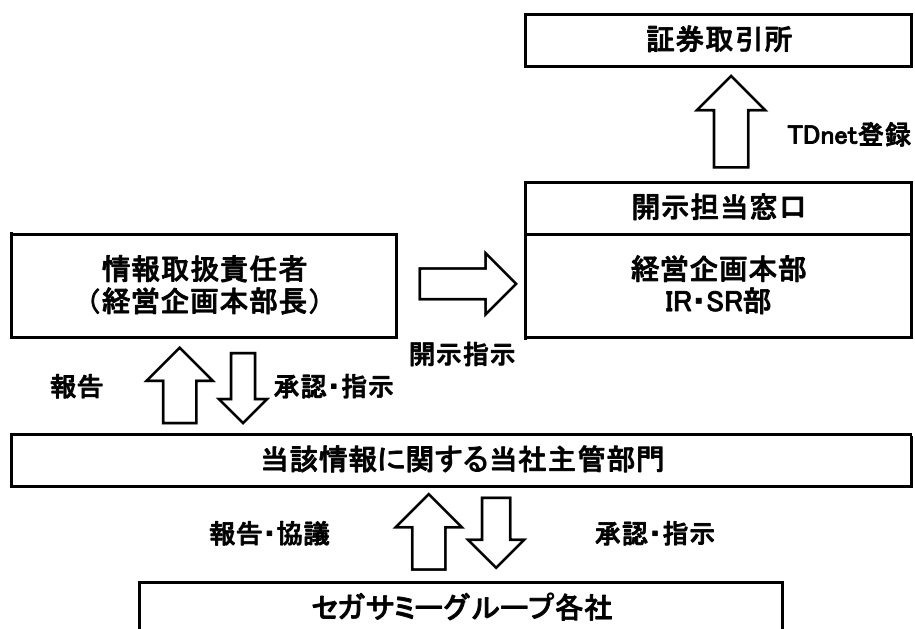 証券取引所
TDnet登録
開示担当窓口
情報取扱責任者
（経営企画本部長）
経営企画本部
IR・SR部
開示指示
報告
承認・指示
当該情報に関する当社主管部門
報告・協議
承認・指示
セガサミーグループ各社